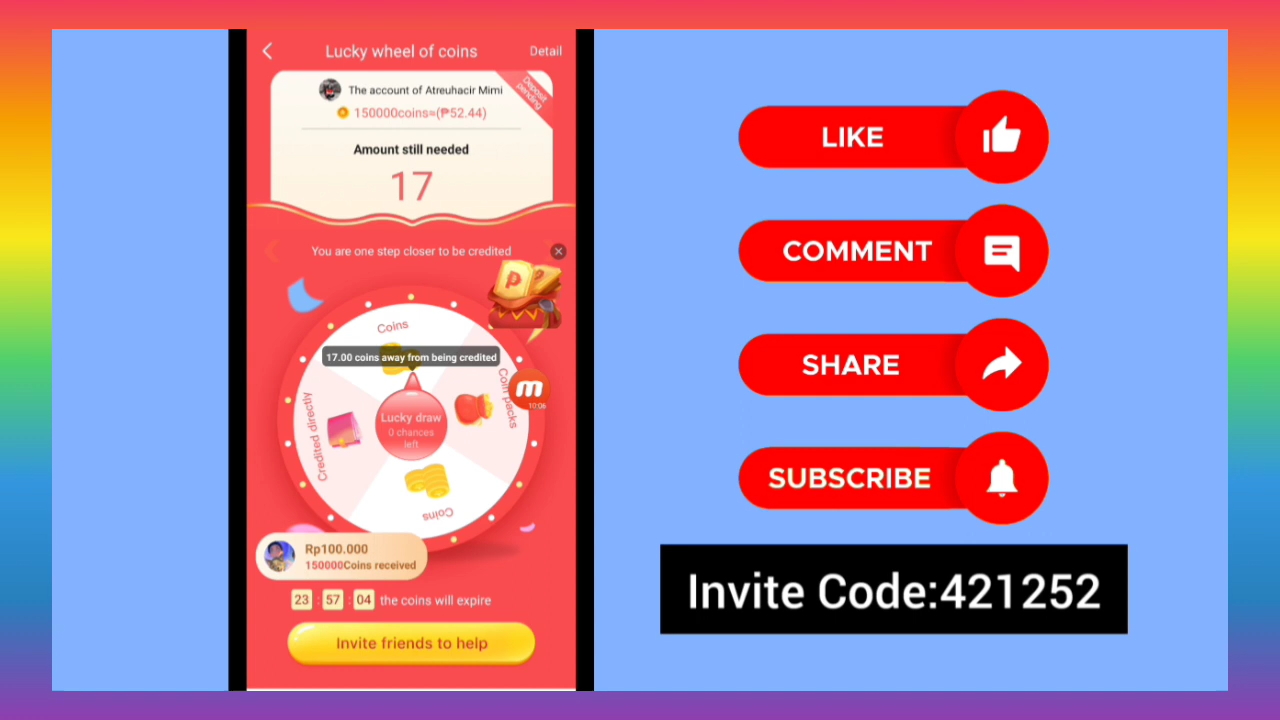 Lucky wheel of coins
Detail
Deposit
pending
The account of Atreuhacir Mimi
150000coins≈(₱52.44)
Amount still needed
17
You are one step closer to be credited
Coins
17.00 coins away from being credited
Coin packs
10:06
Lucky draw
0 chances
left
Credited directly
Coins
Rp100.000
150000Coins received
23 : 57 : 04 the coins will expire
Invite friends to help
LIKE
COMMENT
SHARE
SUBSCRIBE
Invite Code:421252